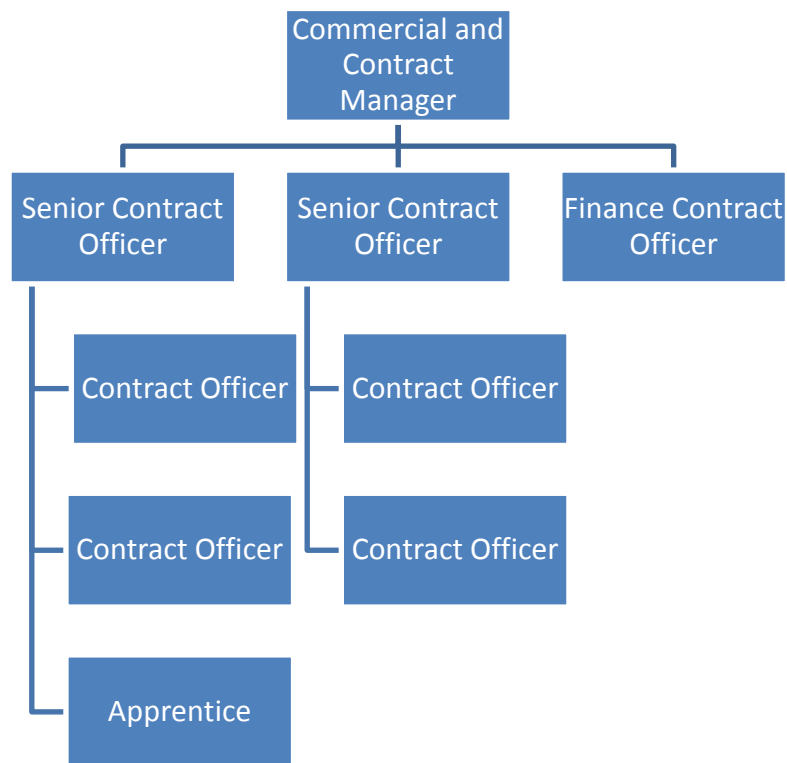 Commercial and
Contract
Manager
Senior Contract
Officer
Senior Contract
Officer
Finance Contract
Officer
Contract Officer
Contract Officer
Contract Officer
Contract Officer
Apprentice